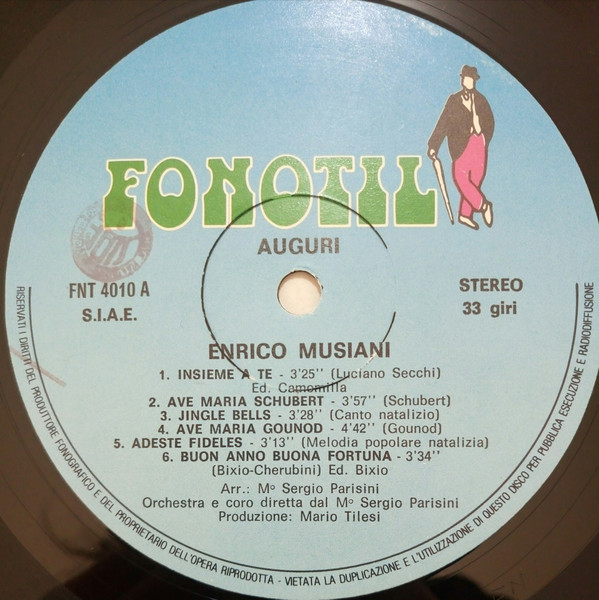 FONOTIL
AUGURI
FNT 4010 A
S.I.A.E.
STEREO
33 giri
ENRICO MUSIANI
1. INSIEME A TE - 3'25'' (Luciano Secchi)
Ed. Camomilla
2. AVE MARIA SCHUBERT - 3'57'' (Schubert)
3. JINGLE BELLS - 3'28'' (Canto natalizio)
4. AVE MARIA GOUNOD - 4'42'' (Gounod)
5. ADESTE FIDELES - 3'13'' (Melodia popolare natalizia)
6. BUON ANNO BUONA FORTUNA - 3'34''
(Bixio-Cherubini) Ed. Bixio
Arr.: Mº Sergio Parisini
Orchestra e coro diretta dal Mº Sergio Parisini
Produzione: Mario Tilesi
RISERVATI I DIRITTI DEL PRODUTTORE FONOGRAFICO E DEL PROPRIETARIO DELL'OPERA RIPRODOTTA - VIETATA LA DUPLICAZIONE E L'UTILIZZAZIONE DI QUESTO DISCO PER PUBBLICA ESECUZIONE E RADIODIFFUSIONE